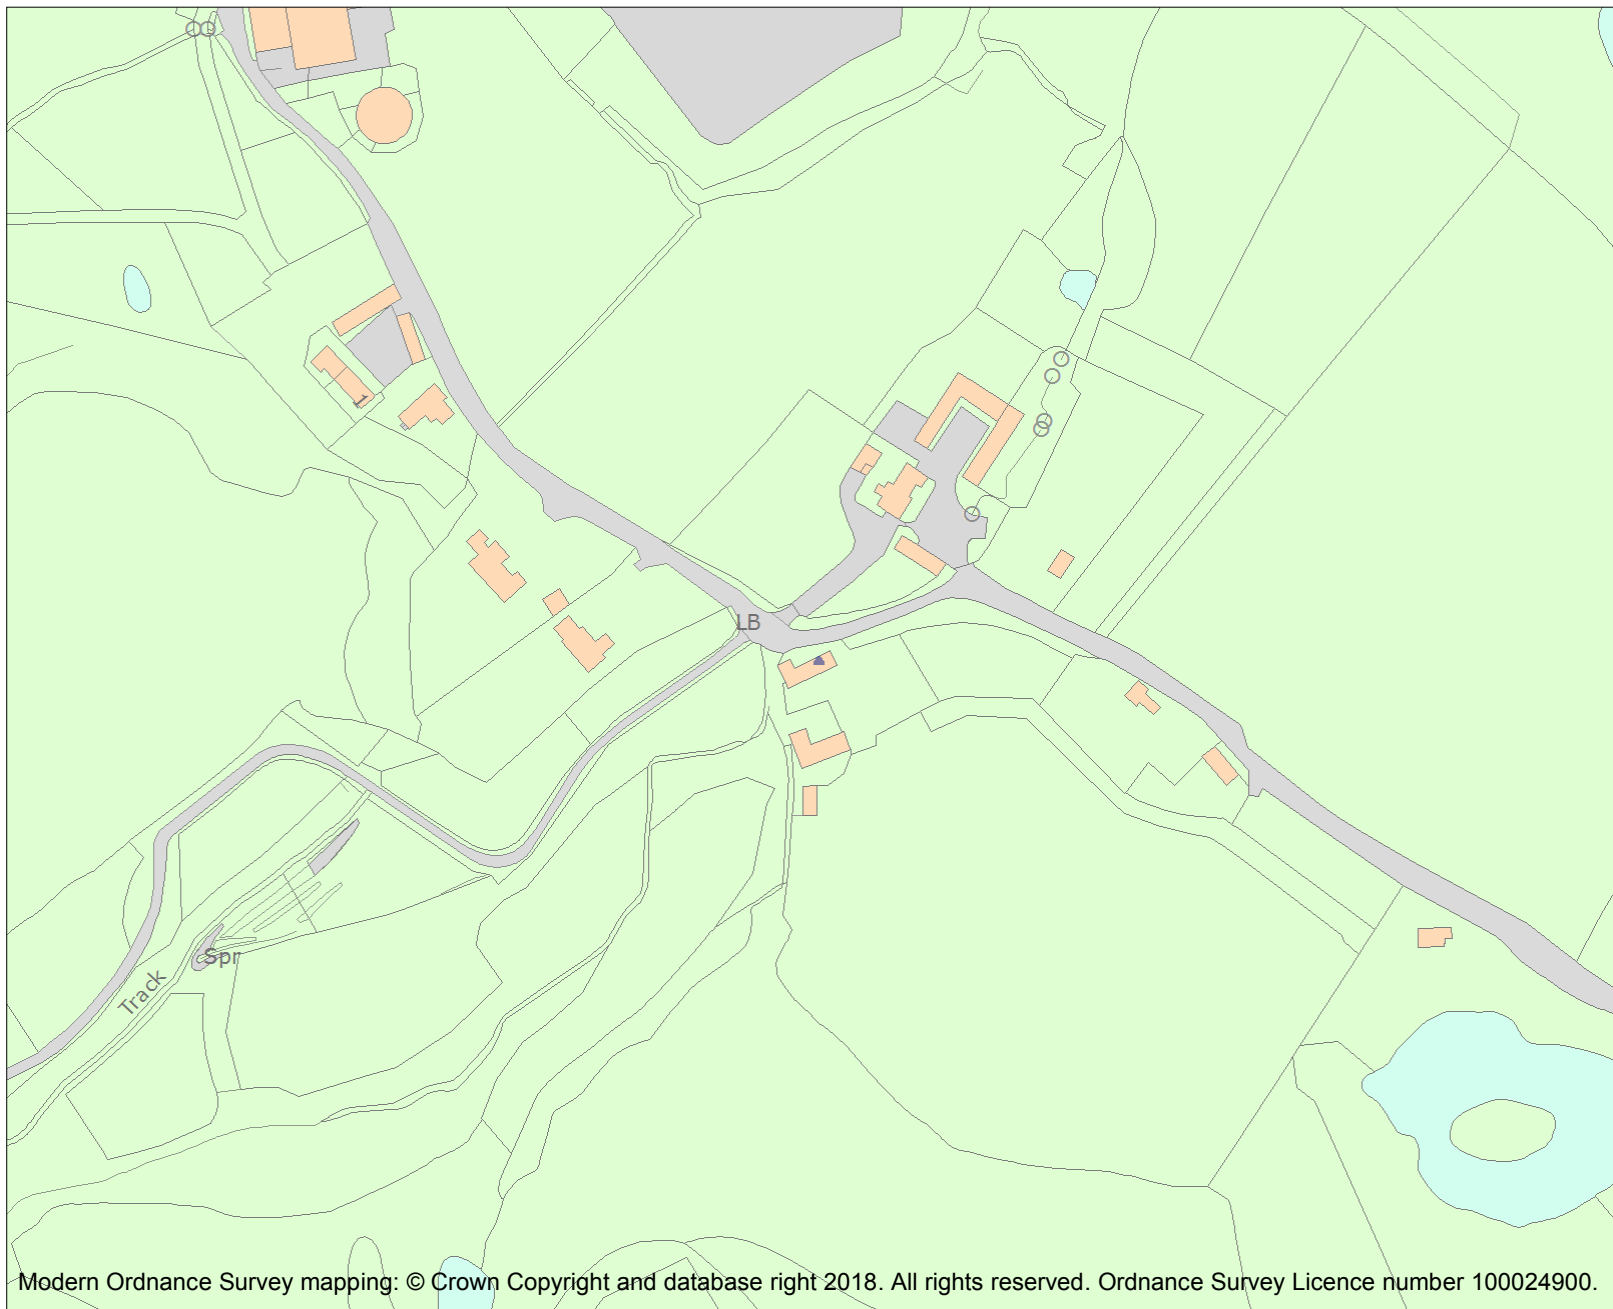 1
LB
Spr
Track
Modern Ordnance Survey mapping: © Crown Copyright and database right 2018. All rights reserved. Ordnance Survey Licence number 100024900.